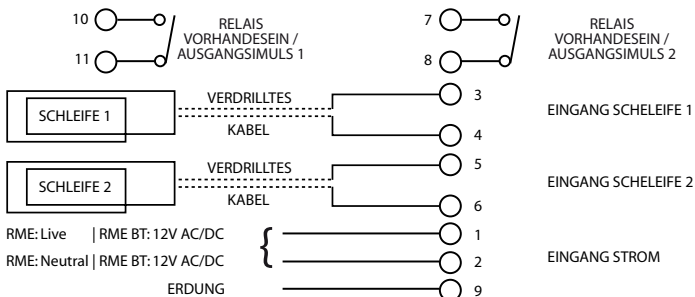 10
RELAIS
VORHANDESEIN /
AUSGANGSIMULS 1
11
7
RELAIS
VORHANDESEIN /
AUSGANGSIMULS 2
8
SCHLEIFE 1
VERDRILLTES
KABEL
3
4
EINGANG SCHELEIFE 1
SCHLEIFE 2
VERDRILLTES
KABEL
5
6
EINGANG SCHELEIFE 2
RME: Live | RME BT: 12V AC/DC
{
1
RME: Neutral | RME BT: 12V AC/DC
2
EINGANG STROM
ERDUNG
9